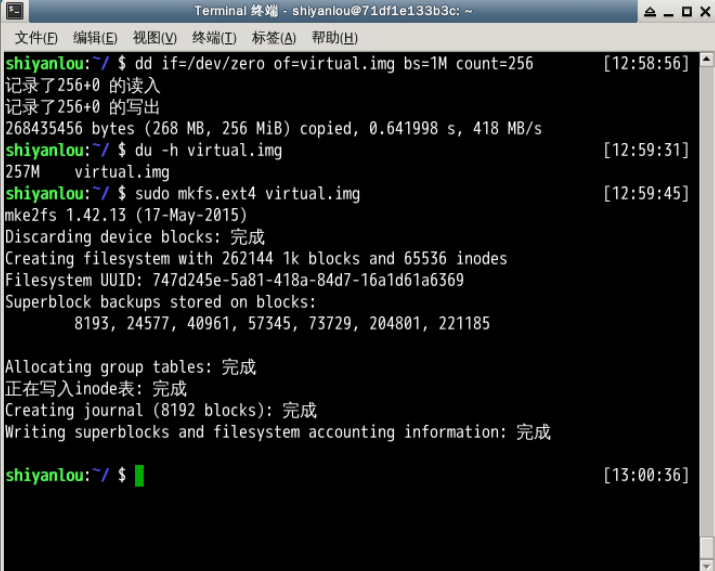 Terminal 终端 - shiyanlou@71df1e133b3c: ~
文件(F) 编辑(E) 视图(V) 终端(T) 标签(A) 帮助(H)
shiyanlou:~/ $ dd if=/dev/zero of=virtual.img bs=1M count=256 [12:58:56]
记录了256+0 的读入
记录了256+0 的写出
268435456 bytes (268 MB, 256 MiB) copied, 0.641998 s, 418 MB/s
shiyanlou:~/ $ du -h virtual.img [12:59:31]
257M virtual.img
shiyanlou:~/ $ sudo mkfs.ext4 virtual.img [12:59:45]
mke2fs 1.42.13 (17-May-2015)
Discarding device blocks: 完成
Creating filesystem with 262144 1k blocks and 65536 inodes
Filesystem UUID: 747d245e-5a81-418a-84d7-16a1d61a6369
Superblock backups stored on blocks:
8193, 24577, 40961, 57345, 73729, 204801, 221185
Allocating group tables: 完成
正在写入inode表: 完成
Creating journal (8192 blocks): 完成
Writing superblocks and filesystem accounting information: 完成
shiyanlou:~/ $ [13:00:36]